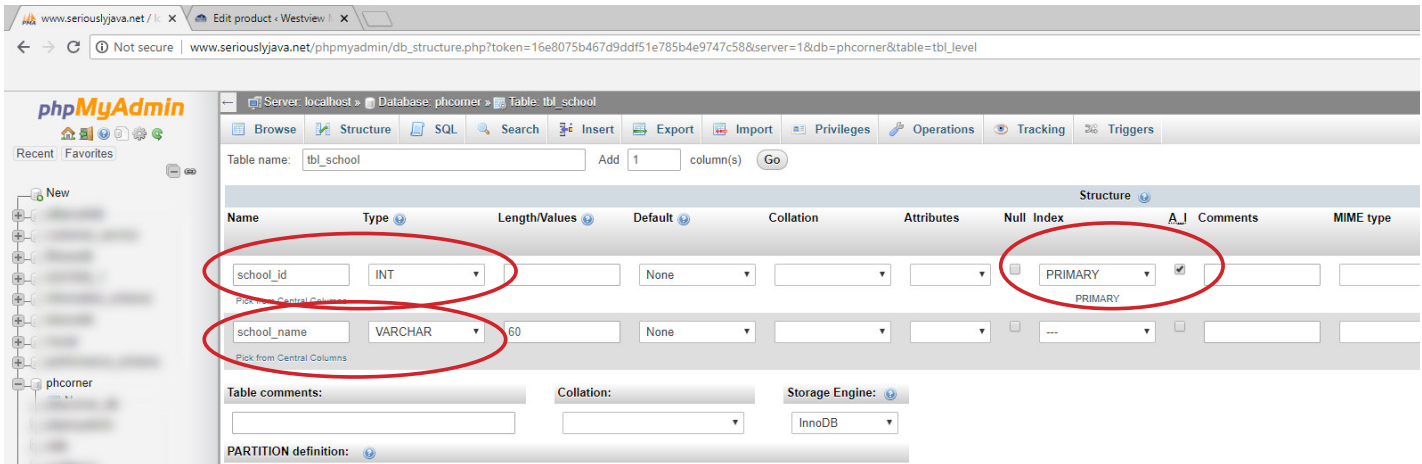 www.seriouslyjava.net / lc x Edit product ‹ Westview M x
Not secure | www.seriouslyjava.net/phpmyadmin/db_structure.php?token=16e8075b467d9ddf51e785b4e9747c58&server=1&db=phcorner&table=tbl_level
phpMyAdmin
Recent Favorites
New
phcorner
Server: localhost » Database: phcorner » Table: tbl_school
Browse Structure SQL Search Insert Export Import Privileges Operations Tracking Triggers
Table name: tbl_school Add 1 column(s) Go
Structure
Name Type Length/Values Default Collation Attributes Null Index A_I Comments MIME type
school_id INT None PRIMARY
Pick from Central Columns PRIMARY
school_name VARCHAR 60 None ---
Pick from Central Columns
Table comments: Collation: Storage Engine:
InnoDB
PARTITION definition: